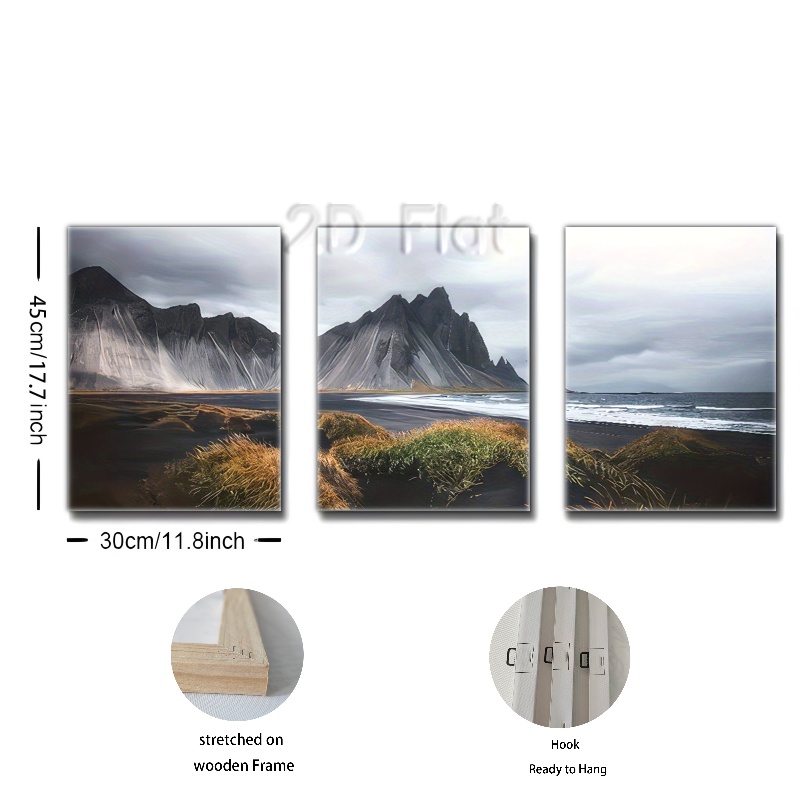 2D Flat
45cm/17.7inch
30cm/11.8inch
stretched on
wooden Frame
Hook
Ready to Hang